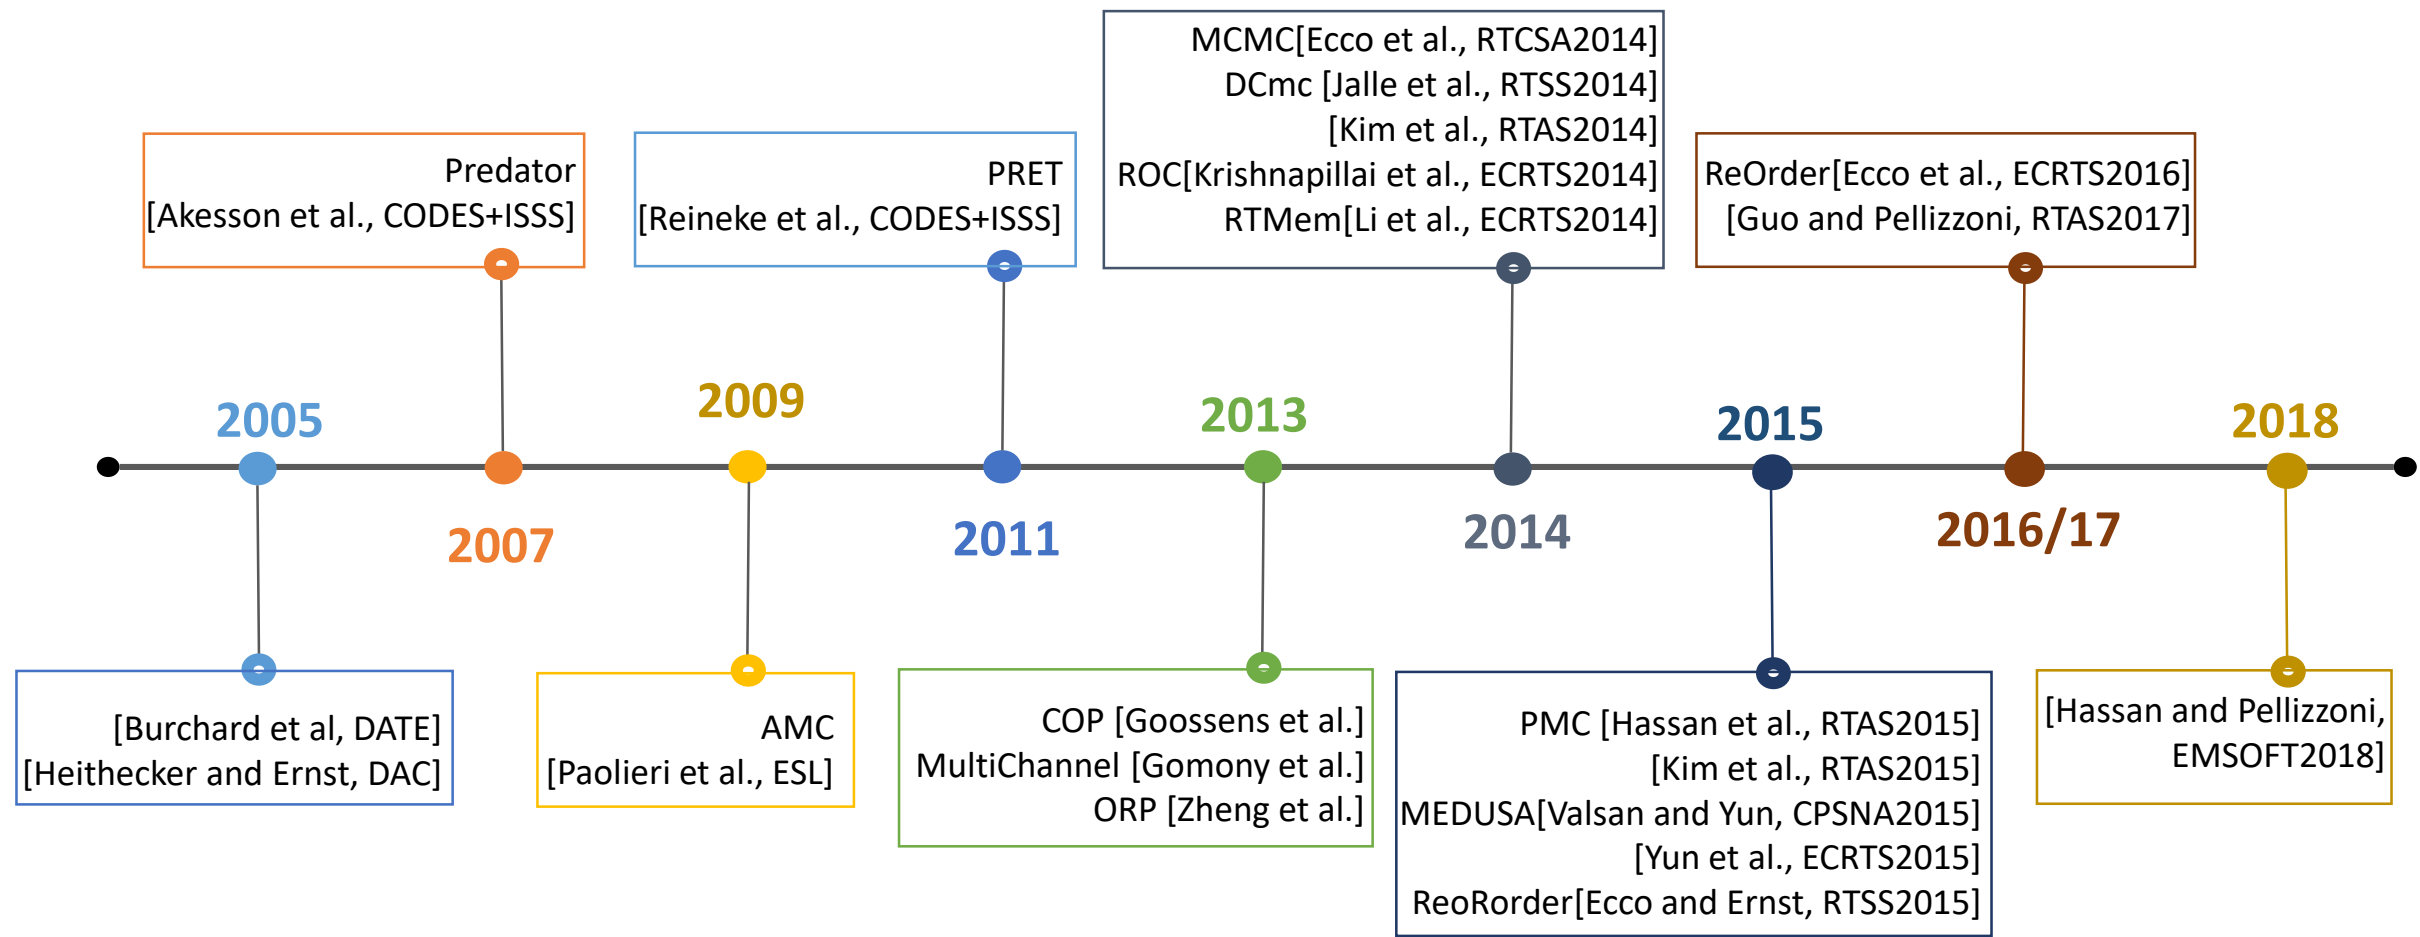 MCMC[Ecco et al., RTCSA2014]
DCmc [Jalle et al., RTSS2014]
[Kim et al., RTAS2014]
ROC[Krishnapillai et al., ECRTS2014]
RTMem[Li et al., ECRTS2014]
Predator
[Akesson et al., CODES+ISSS]
PRET
[Reineke et al., CODES+ISSS]
ReOrder[Ecco et al., ECRTS2016]
[Guo and Pellizzoni, RTAS2017]
2005
2007
2009
2011
2013
2014
2015
2016/17
2018
[Burchard et al, DATE]
[Heithecker and Ernst, DAC]
AMC
[Paolieri et al., ESL]
COP [Goossens et al.]
MultiChannel [Gomony et al.]
ORP [Zheng et al.]
PMC [Hassan et al., RTAS2015]
[Kim et al., RTAS2015]
MEDUSA[Valsan and Yun, CPSNA2015]
[Yun et al., ECRTS2015]
ReoRorder[Ecco and Ernst, RTSS2015]
[Hassan and Pellizzoni,
EMSOFT2018]